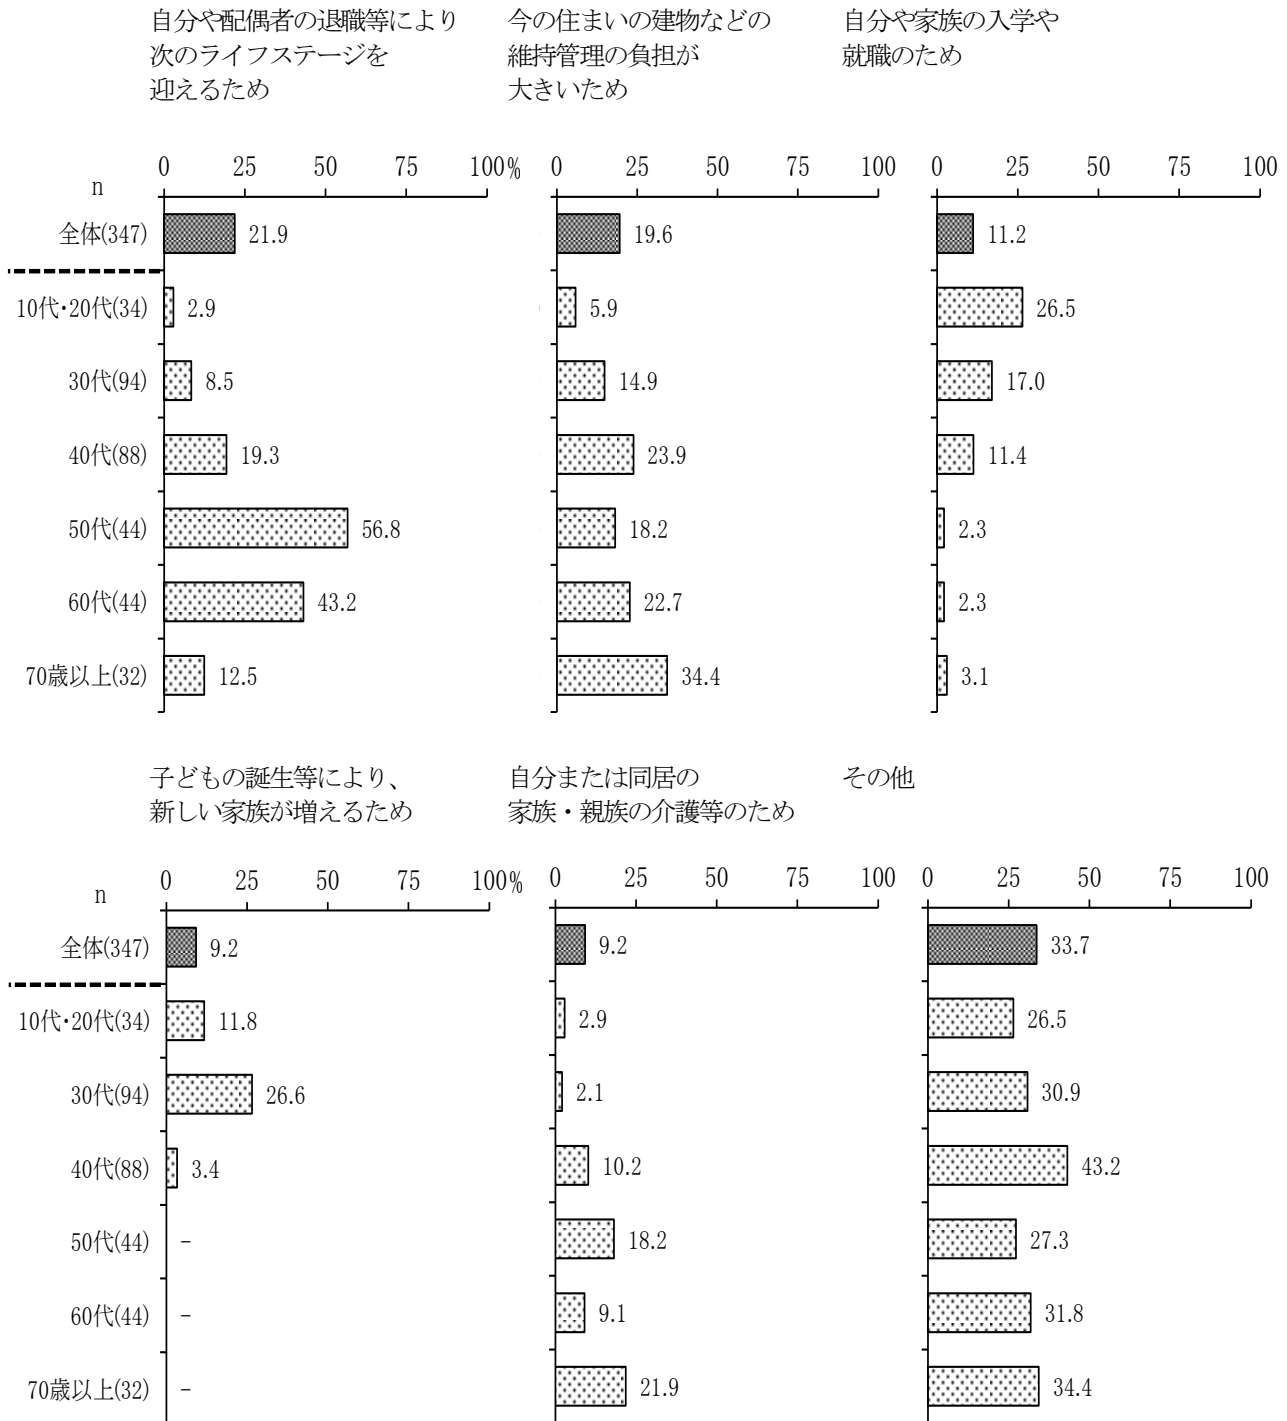 自分や配偶者の退職等により
次のライフステージを
迎えるため
今の住まいの建物などの
維持管理の負担が
大きいため
自分や家族の入学や
就職のため
0 25 50 75 100%
0 25 50 75 100
0 25 50 75 100
n
全体(347) 21.9 19.6 11.2
10代・20代(34) 2.9 5.9 26.5
30代(94) 8.5 14.9 17.0
40代(88) 19.3 23.9 11.4
50代(44) 56.8 18.2 2.3
60代(44) 43.2 22.7 2.3
70歳以上(32) 12.5 34.4 3.1
子どもの誕生等により、
新しい家族が増えるため
自分または同居の
家族・親族の介護等のため
その他
0 25 50 75 100%
0 25 50 75 100
0 25 50 75 100
n
全体(347) 9.2 9.2 33.7
10代・20代(34) 11.8 2.9 26.5
30代(94) 26.6 2.1 30.9
40代(88) 3.4 10.2 43.2
50代(44) - 18.2 27.3
60代(44) - 9.1 31.8
70歳以上(32) - 21.9 34.4